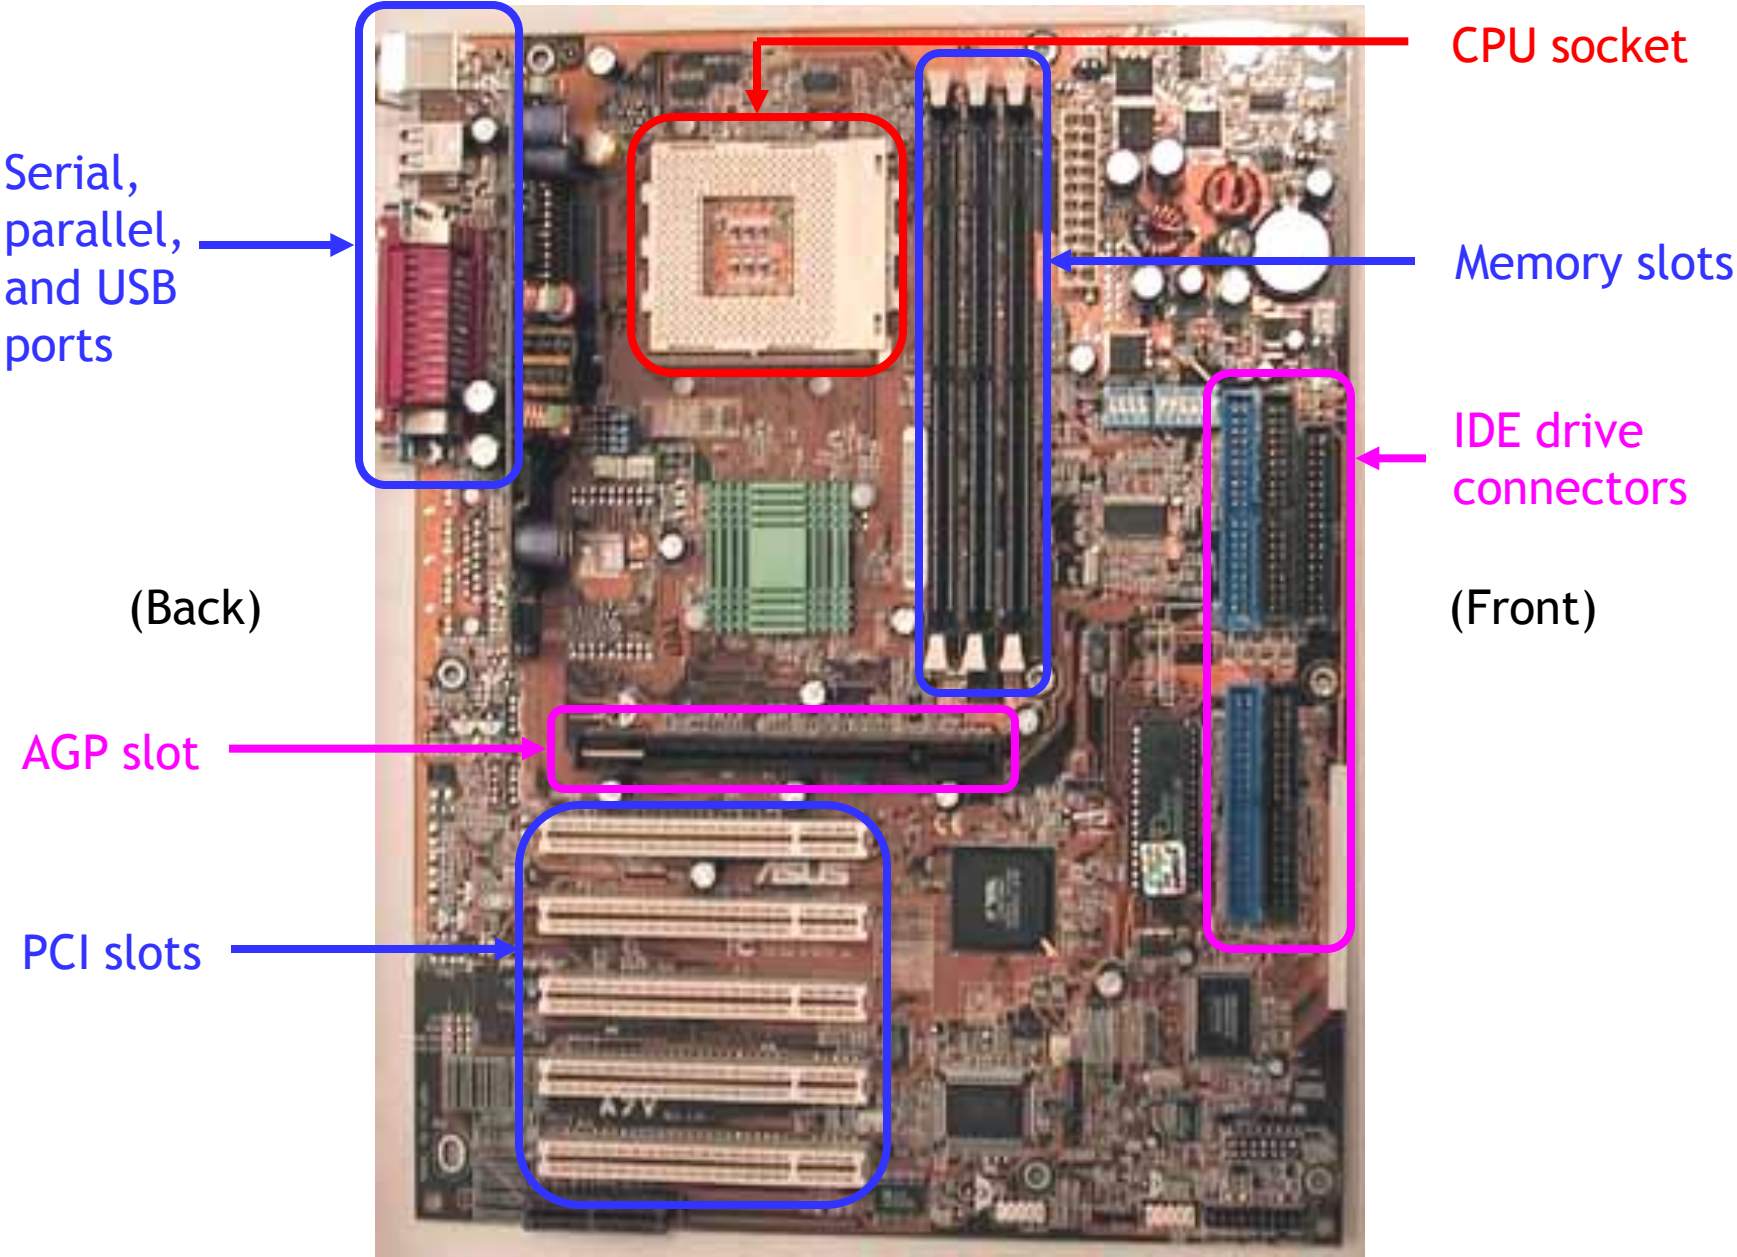 CPU socket
Serial,
parallel,
and USB
ports
Memory slots
IDE drive
connectors
(Back)
(Front)
AGP slot
ASUS
PCI slots
A7V